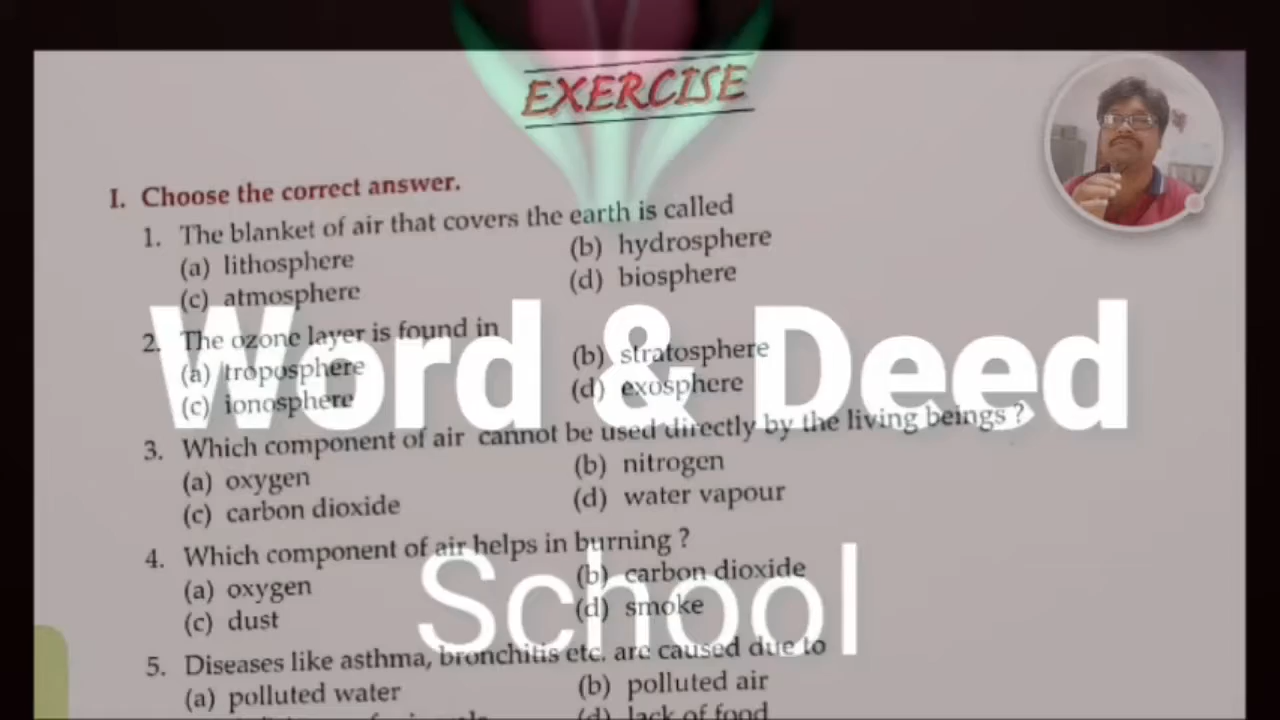 EXERCISE
I. Choose the correct answer.
1. The blanket of air that covers the earth is called
(a) lithosphere (b) hydrosphere
(c) atmosphere (d) biosphere
2. The ozone layer is found in
(a) troposphere (b) stratosphere
(c) ionosphere (d) exosphere
Word & Deed
3. Which component of air cannot be used directly by the living beings ?
(a) oxygen (b) nitrogen
(c) carbon dioxide (d) water vapour
4. Which component of air helps in burning ?
(a) oxygen (b) carbon dioxide
(c) dust (d) smoke
School
5. Diseases like asthma, bronchitis etc. are caused due to
(a) polluted water (b) polluted air
(d) lack of food